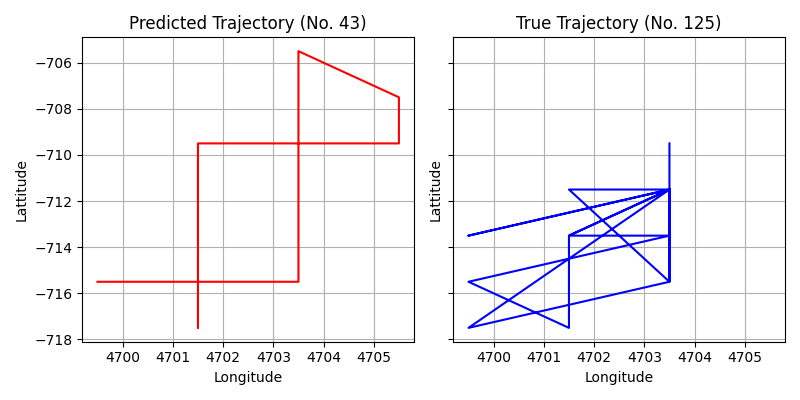 Predicted Trajectory (No. 43)
True Trajectory (No. 125)
Lattitude
−706
−708
−710
−712
−714
−716
−718
4700 4701 4702 4703 4704 4705
Longitude
Lattitude
4700 4701 4702 4703 4704 4705
Longitude